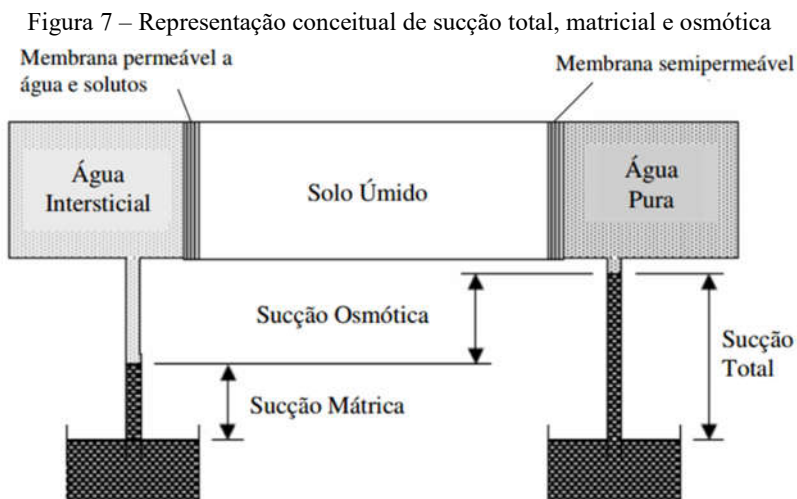 Figura 7 – Representação conceitual de sucção total, matricial e osmótica
Membrana permeável a
água e solutos
Membrana semipermeável
Água
Intersticial
Solo Úmido
Água
Pura
Sucção Osmótica
Sucção
Total
Sucção Mátrica